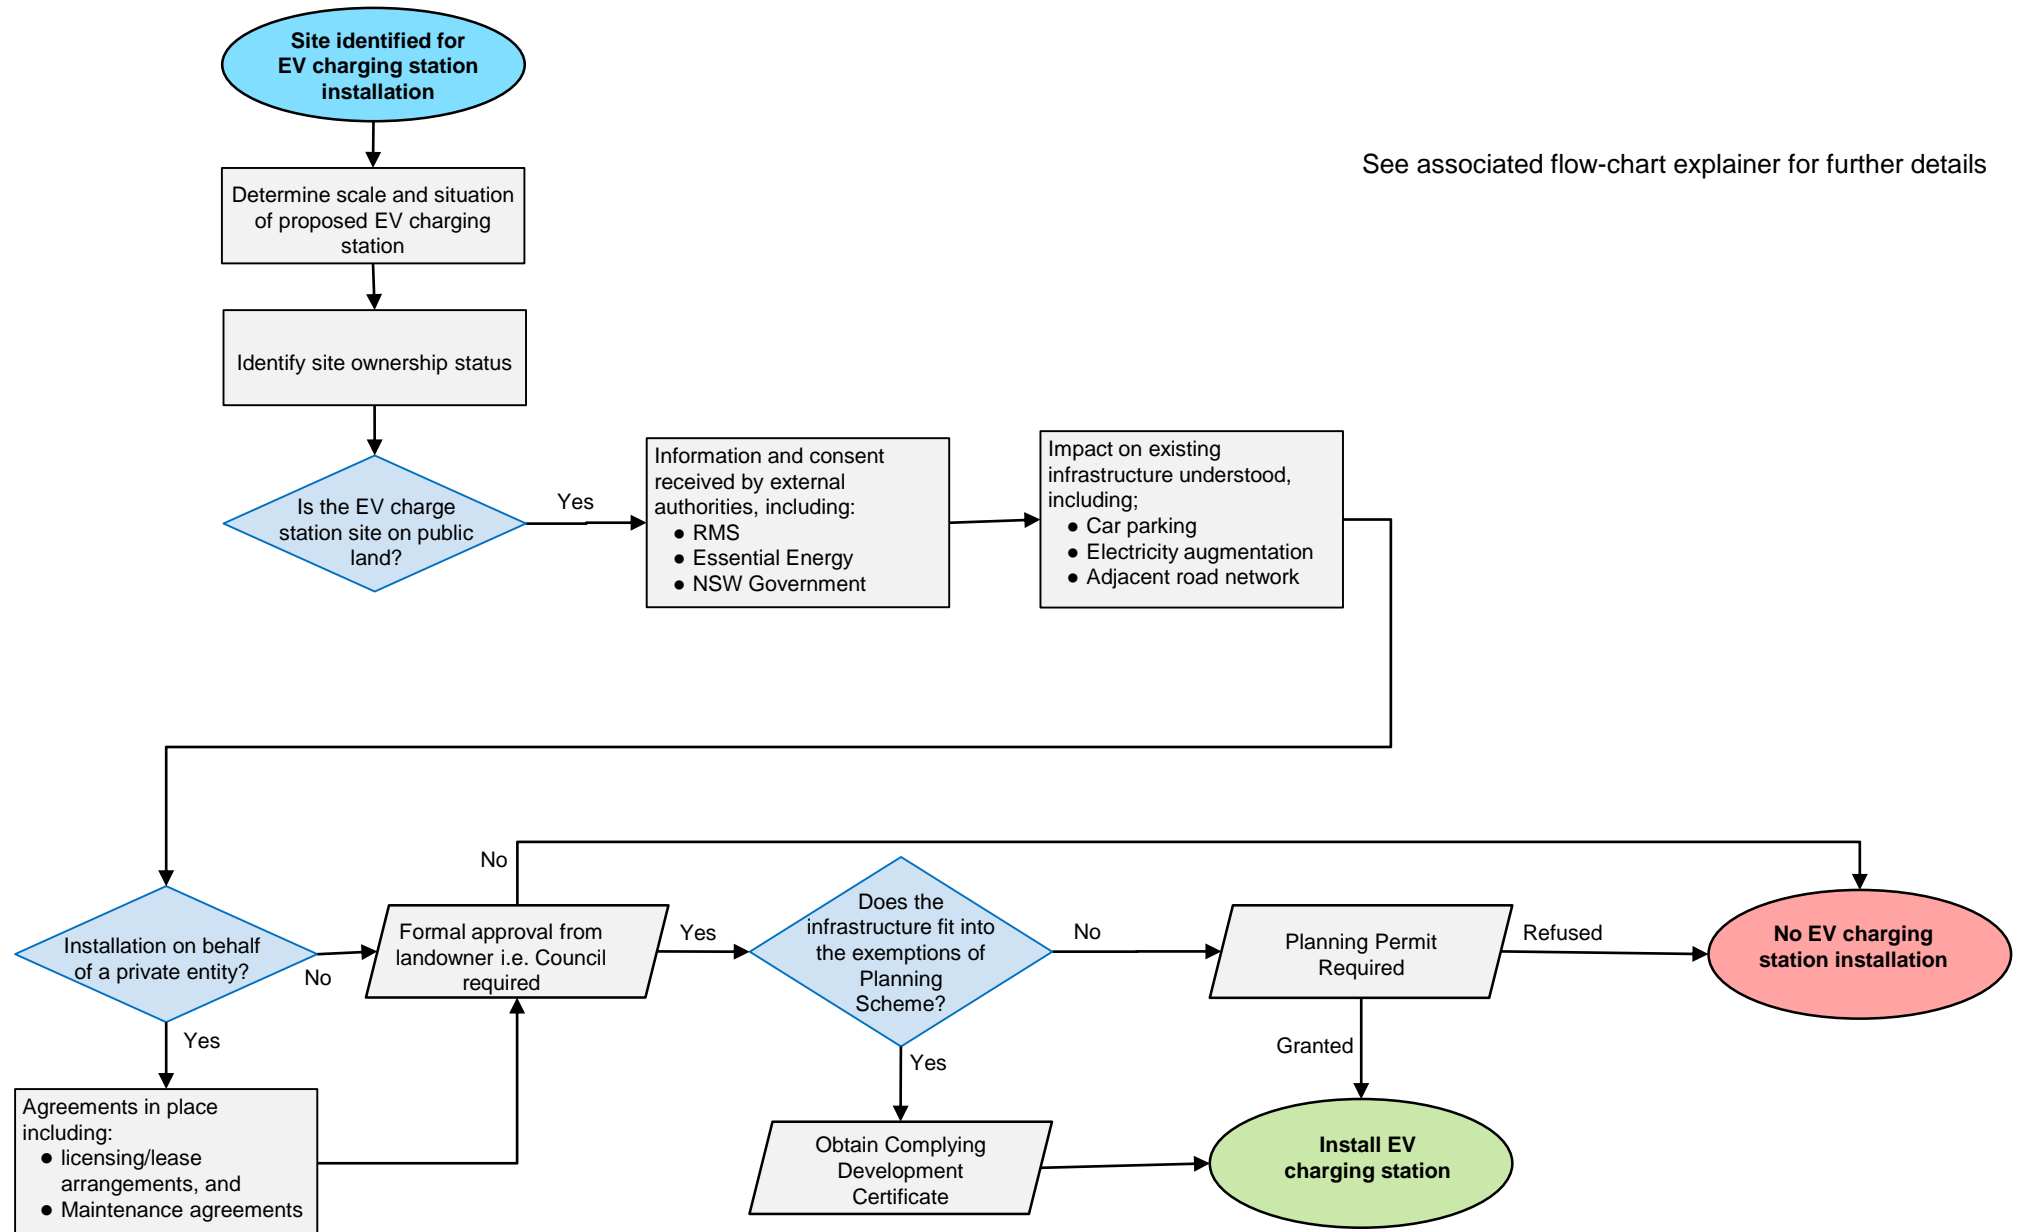 Site identified for
EV charging station
installation
See associated flow-chart explainer for further details
Determine scale and situation
of proposed EV charging
station
Identify site ownership status
Is the EV charge
station site on public
land?
Yes
Information and consent
received by external
authorities, including:
● RMS
● Essential Energy
● NSW Government
Impact on existing
infrastructure understood,
including;
● Car parking
● Electricity augmentation
● Adjacent road network
Installation on behalf
of a private entity?
No
Yes
Agreements in place
including:
● licensing/lease
arrangements, and
● Maintenance agreements
Formal approval from
landowner i.e. Council
required
No
Yes
Does the
infrastructure fit into
the exemptions of
Planning
Scheme?
No
Yes
Obtain Complying
Development
Certificate
Planning Permit
Required
Refused
Granted
No EV charging
station installation
Install EV
charging station